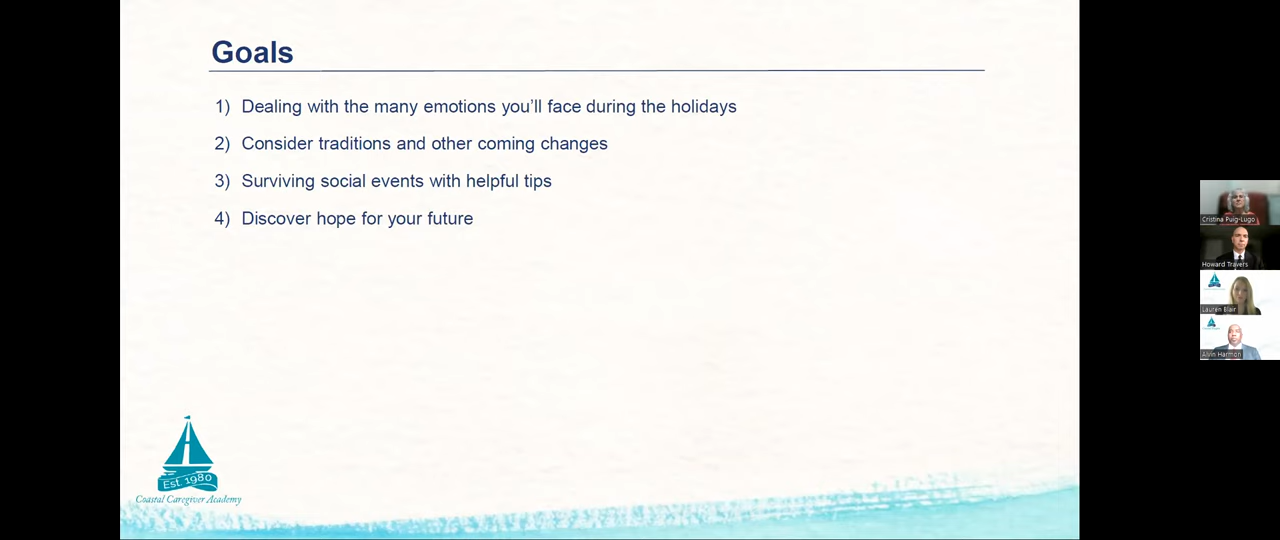 Goals
1) Dealing with the many emotions you'll face during the holidays
2) Consider traditions and other coming changes
3) Surviving social events with helpful tips
4) Discover hope for your future
Est. 1980
Coastal Caregiver Academy
Cristina Puig-Lugo
Howard Travers
Lauren Blair
Alvin Harmon